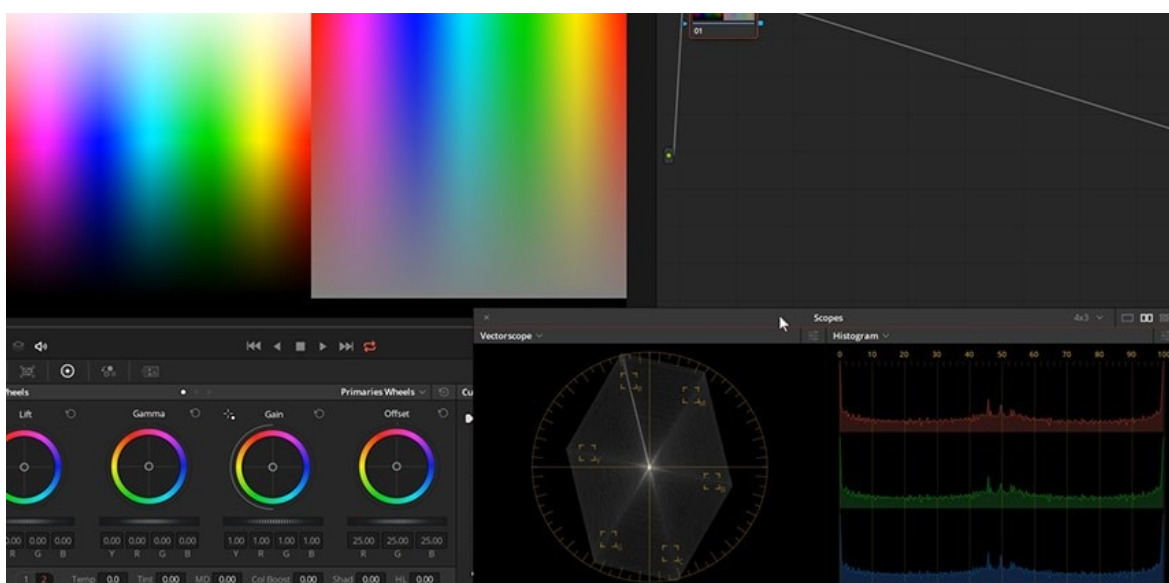 01
Scopes
4x3
Vectorscope
Histogram
0 10 20 30 40 50 60 70 80 90 100
R
M
Y
B
G
C
heels
Primaries Wheels
Cu
Lift
Gamma
Gain
Offset
0.00 0.00 0.00
0.00 0.00 0.00 0.00
1.00 1.00 1.00 1.00
25.00 25.00 25.00
R G B
Y R G B
Y R G B
R G B
1 2 Temp 0.0 Tint 0.00 MD 0.00 Col Boost 0.00 Shad 0.00 HL 0.00